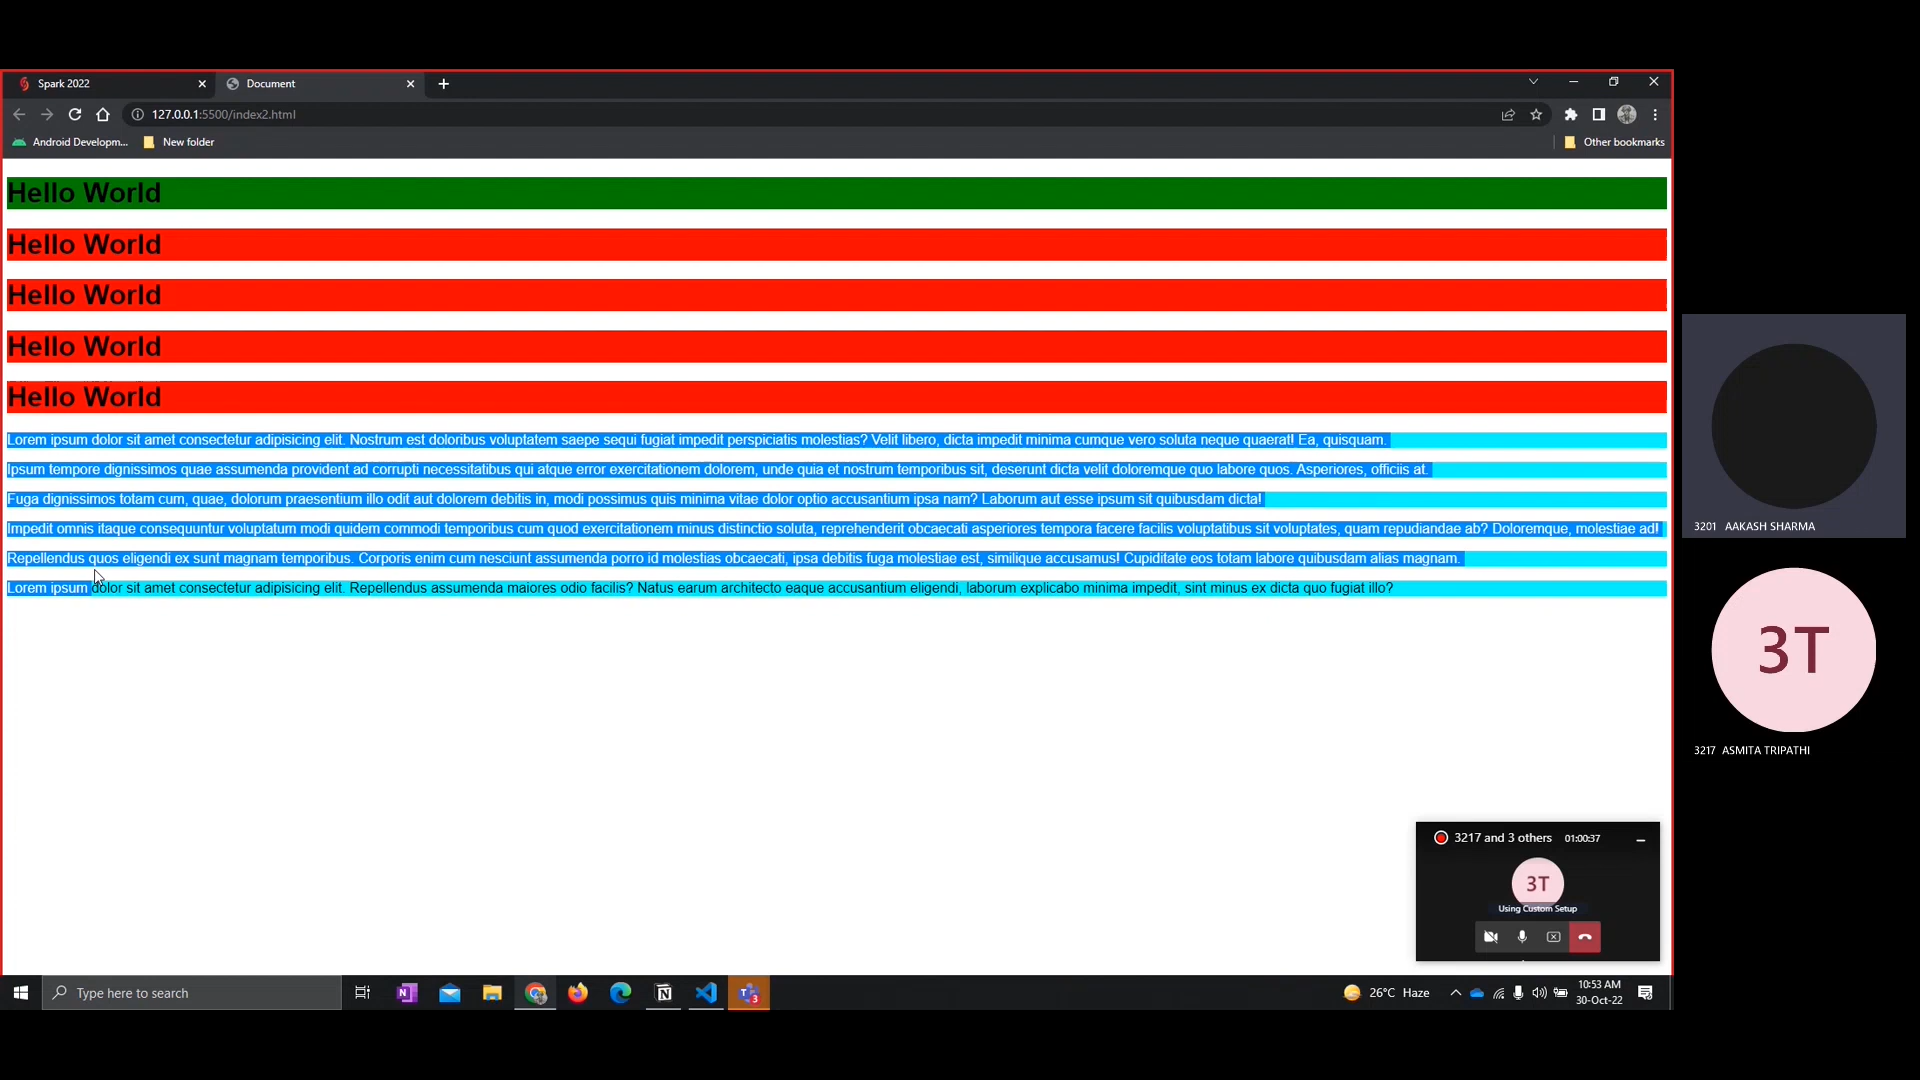 Spark 2022
Document
127.0.0.1:5500/index2.html
Android Developm...
New folder
Other bookmarks
Hello World
Hello World
Hello World
Hello World
Hello World
Lorem ipsum dolor sit amet consectetur adipisicing elit. Nostrum est doloribus voluptatem saepe sequi fugiat impedit perspiciatis molestias? Velit libero, dicta impedit minima cumque vero soluta neque quaerat! Ea, quisquam.
Ipsum tempore dignissimos quae assumenda provident ad corrupti necessitatibus qui atque error exercitationem dolorem, unde quia et nostrum temporibus sit, deserunt dicta velit doloremque quo labore quos. Asperiores, officiis at.
Fuga dignissimos totam cum, quae, dolorum praesentium illo odit aut dolorem debitis in, modi possimus quis minima vitae dolor optio accusantium ipsa nam? Laborum aut esse ipsum sit quibusdam dicta!
Impedit omnis itaque consequuntur voluptatum modi quidem commodi temporibus cum quod exercitationem minus distinctio soluta, reprehenderit obcaecati asperiores tempora facere facilis voluptatibus sit voluptates, quam repudiandae ab? Doloremque, molestiae ad!
Repellendus quos eligendi ex sunt magnam temporibus. Corporis enim cum nesciunt assumenda porro id molestias obcaecati, ipsa debitis fuga molestiae est, similique accusamus! Cupiditate eos totam labore quibusdam alias magnam.
Lorem ipsum dolor sit amet consectetur adipisicing elit. Repellendus assumenda maiores odio facilis? Natus earum architecto eaque accusantium eligendi, laborum explicabo minima impedit, sint minus ex dicta quo fugiat illo?
3201 AAKASH SHARMA
3T
3217 ASMITA TRIPATHI
3217 and 3 others 01:00:37
3T
Using Custom Setup
Type here to search
3
26°C Haze
10:53 AM
30-Oct-22